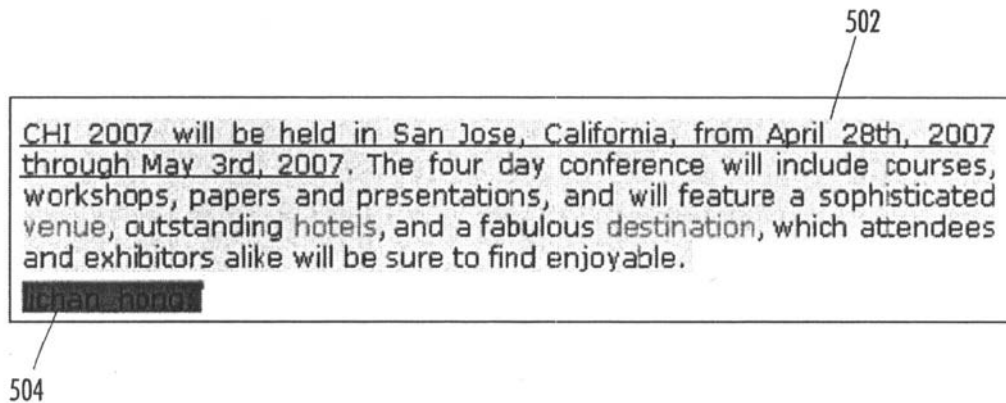 502
CHI 2007 will be held in San Jose, California, from April 28th, 2007
through May 3rd, 2007. The four day conference will include courses,
workshops, papers and presentations, and will feature a sophisticated
venue, outstanding hotels, and a fabulous destination, which attendees
and exhibitors alike will be sure to find enjoyable.
lichan_hong
504